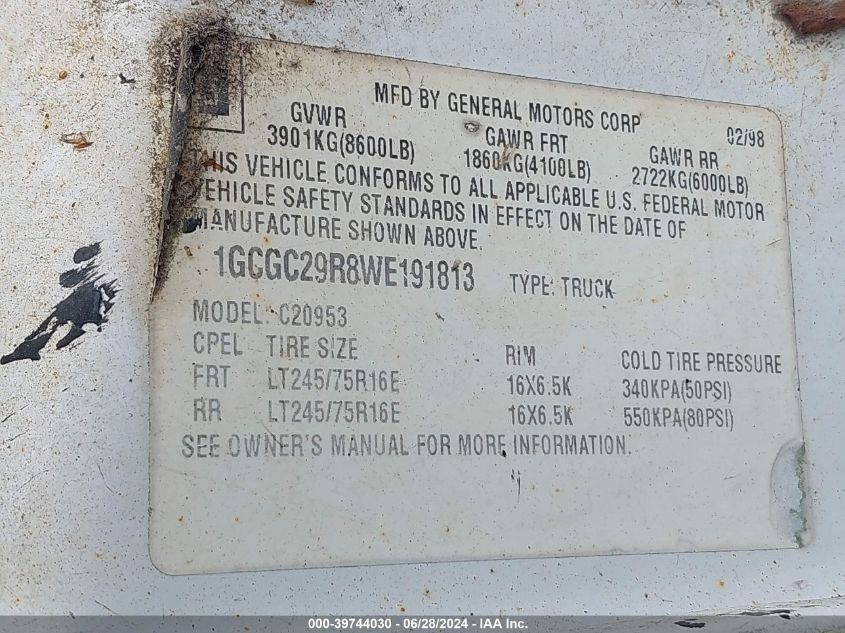 MFD BY GENERAL MOTORS CORP 02/98
GVWR GAWR FRT GAWR RR
3901KG(8600LB) 1860KG(4100LB) 2722KG(6000LB)
THIS VEHICLE CONFORMS TO ALL APPLICABLE U.S. FEDERAL MOTOR
VEHICLE SAFETY STANDARDS IN EFFECT ON THE DATE OF
MANUFACTURE SHOWN ABOVE.
1GCGC29R8WE191813 TYPE: TRUCK
MODEL: C20953
CPEL TIRE SIZE RIM COLD TIRE PRESSURE
FRT LT245/75R16E 16X6.5K 340KPA(50PSI)
RR LT245/75R16E 16X6.5K 550KPA(80PSI)
SEE OWNER'S MANUAL FOR MORE INFORMATION.
000-39744030 - 06/28/2024 - IAA Inc.